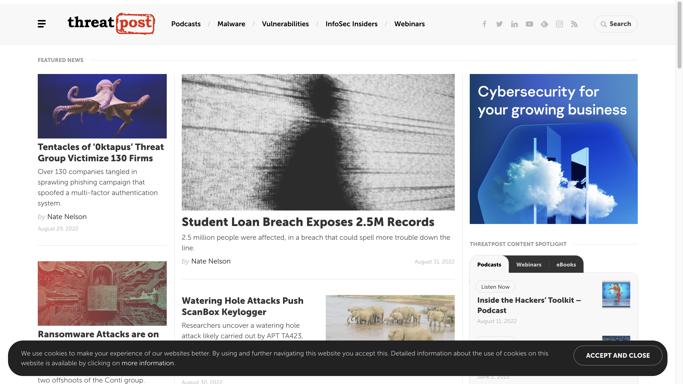 threatpost
Podcasts / Malware / Vulnerabilities / InfoSec Insiders / Webinars
Search
FEATURED NEWS
Tentacles of '0ktapus' Threat
Group Victimize 130 Firms
Over 130 companies tangled in
sprawling phishing campaign that
spoofed a multi-factor authentication
system.
by Nate Nelson
August 29, 2022
Ransomware Attacks are on
two offshoots of the Conti group.
Student Loan Breach Exposes 2.5M Records
2.5 million people were affected, in a breach that could spell more trouble down the
line.
by Nate Nelson
August 31, 2022
Watering Hole Attacks Push
ScanBox Keylogger
Researchers uncover a watering hole
attack likely carried out by APT TA423,
August 30, 2022
Cybersecurity for
your growing business
THREATPOST CONTENT SPOTLIGHT
Podcasts
Webinars
eBooks
Listen Now
Inside the Hackers' Toolkit –
Podcast
August 11, 2022
We use cookies to make your experience of our websites better. By using and further navigating this website you accept this. Detailed information about the use of cookies on this
website is available by clicking on more information.
ACCEPT AND CLOSE